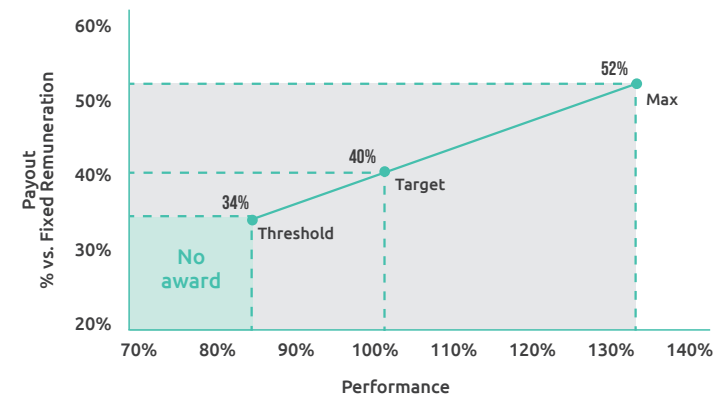 60%
50%
40%
30%
20%
Payout
% vs. Fixed Remuneration
52%
Max
40%
Target
34%
Threshold
No
award
70%
80%
90%
100%
110%
120%
130%
140%
Performance